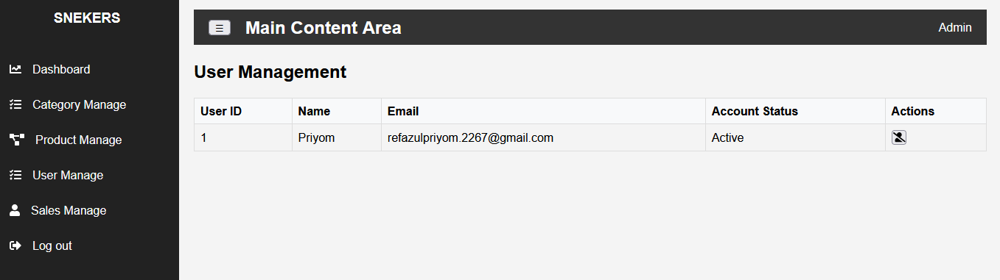 SNEKERS
Dashboard
Category Manage
Product Manage
User Manage
Sales Manage
Log out
Main Content Area
Admin
User Management
User ID Name Email Account Status Actions
1 Priyom refazulpriyom.2267@gmail.com Active